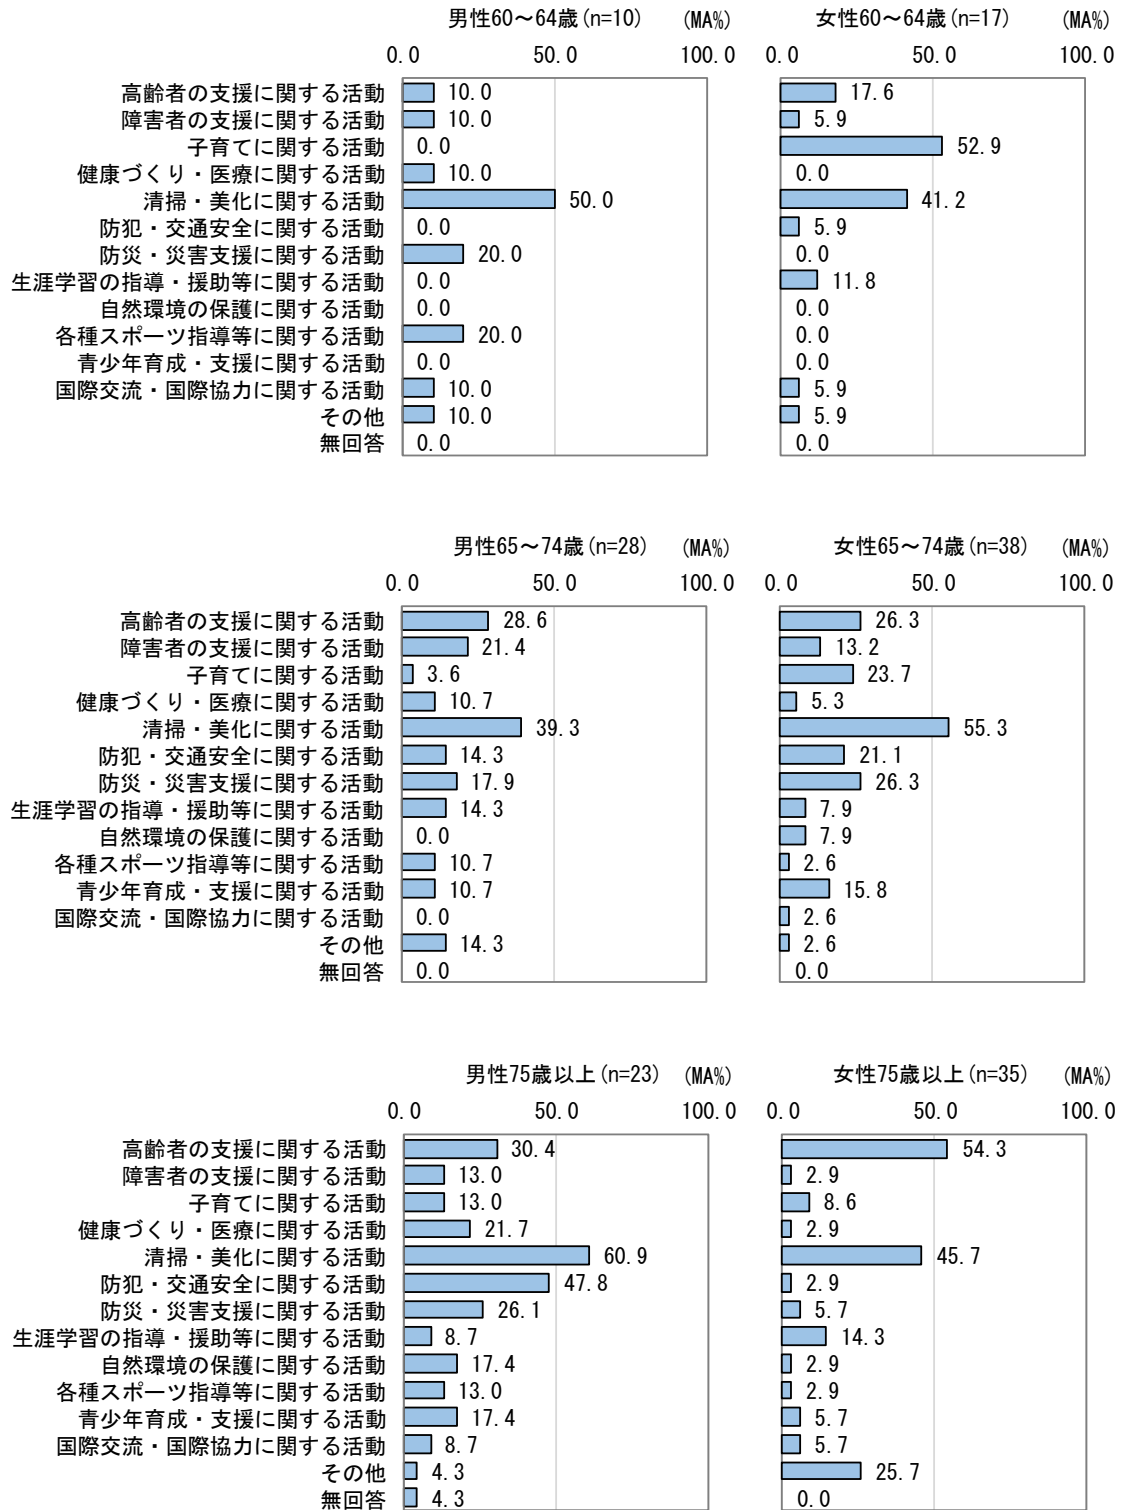 男性60～64歳(n=10) (MA%) 女性60～64歳(n=17) (MA%)
0.0 50.0 100.0 0.0 50.0 100.0
高齢者の支援に関する活動 10.0 17.6
障害者の支援に関する活動 10.0 5.9
子育てに関する活動 0.0 52.9
健康づくり・医療に関する活動 10.0 0.0
清掃・美化に関する活動 50.0 41.2
防犯・交通安全に関する活動 0.0 5.9
防災・災害支援に関する活動 20.0 0.0
生涯学習の指導・援助等に関する活動 0.0 11.8
自然環境の保護に関する活動 0.0 0.0
各種スポーツ指導等に関する活動 20.0 0.0
青少年育成・支援に関する活動 0.0 0.0
国際交流・国際協力に関する活動 10.0 5.9
その他 10.0 5.9
無回答 0.0 0.0
男性65～74歳(n=28) (MA%) 女性65～74歳(n=38) (MA%)
0.0 50.0 100.0 0.0 50.0 100.0
高齢者の支援に関する活動 28.6 26.3
障害者の支援に関する活動 21.4 13.2
子育てに関する活動 3.6 23.7
健康づくり・医療に関する活動 10.7 5.3
清掃・美化に関する活動 39.3 55.3
防犯・交通安全に関する活動 14.3 21.1
防災・災害支援に関する活動 17.9 26.3
生涯学習の指導・援助等に関する活動 14.3 7.9
自然環境の保護に関する活動 0.0 7.9
各種スポーツ指導等に関する活動 10.7 2.6
青少年育成・支援に関する活動 10.7 15.8
国際交流・国際協力に関する活動 0.0 2.6
その他 14.3 2.6
無回答 0.0 0.0
男性75歳以上(n=23) (MA%) 女性75歳以上(n=35) (MA%)
0.0 50.0 100.0 0.0 50.0 100.0
高齢者の支援に関する活動 30.4 54.3
障害者の支援に関する活動 13.0 2.9
子育てに関する活動 13.0 8.6
健康づくり・医療に関する活動 21.7 2.9
清掃・美化に関する活動 60.9 45.7
防犯・交通安全に関する活動 47.8 2.9
防災・災害支援に関する活動 26.1 5.7
生涯学習の指導・援助等に関する活動 8.7 14.3
自然環境の保護に関する活動 17.4 2.9
各種スポーツ指導等に関する活動 13.0 2.9
青少年育成・支援に関する活動 17.4 5.7
国際交流・国際協力に関する活動 8.7 5.7
その他 4.3 25.7
無回答 4.3 0.0